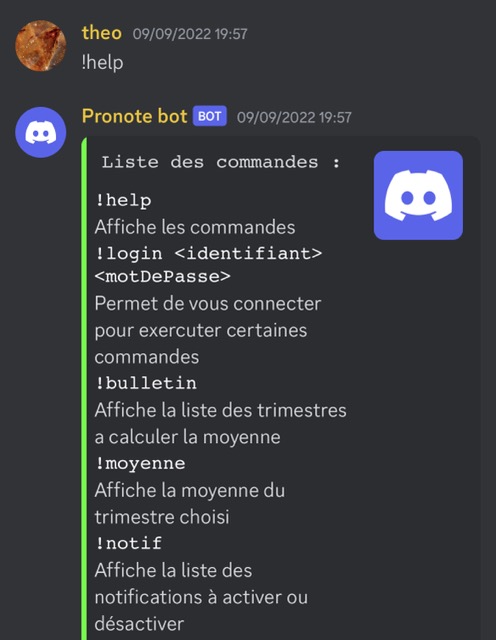 theo 09/09/2022 19:57
!help
Pronote bot BOT 09/09/2022 19:57
Liste des commandes :
!help
Affiche les commandes
!login <identifiant>
<motDePasse>
Permet de vous connecter
pour exercuter certaines
commandes
!bulletin
Affiche la liste des trimestres
a calculer la moyenne
!moyenne
Affiche la moyenne du
trimestre choisi
!notif
Affiche la liste des
notifications à activer ou
désactiver